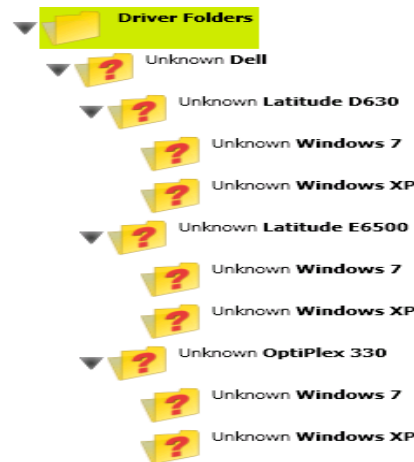 Driver Folders
Unknown Dell
Unknown Latitude D630
Unknown Windows 7
Unknown Windows XP
Unknown Latitude E6500
Unknown Windows 7
Unknown Windows XP
Unknown OptiPlex 330
Unknown Windows 7
Unknown Windows XP